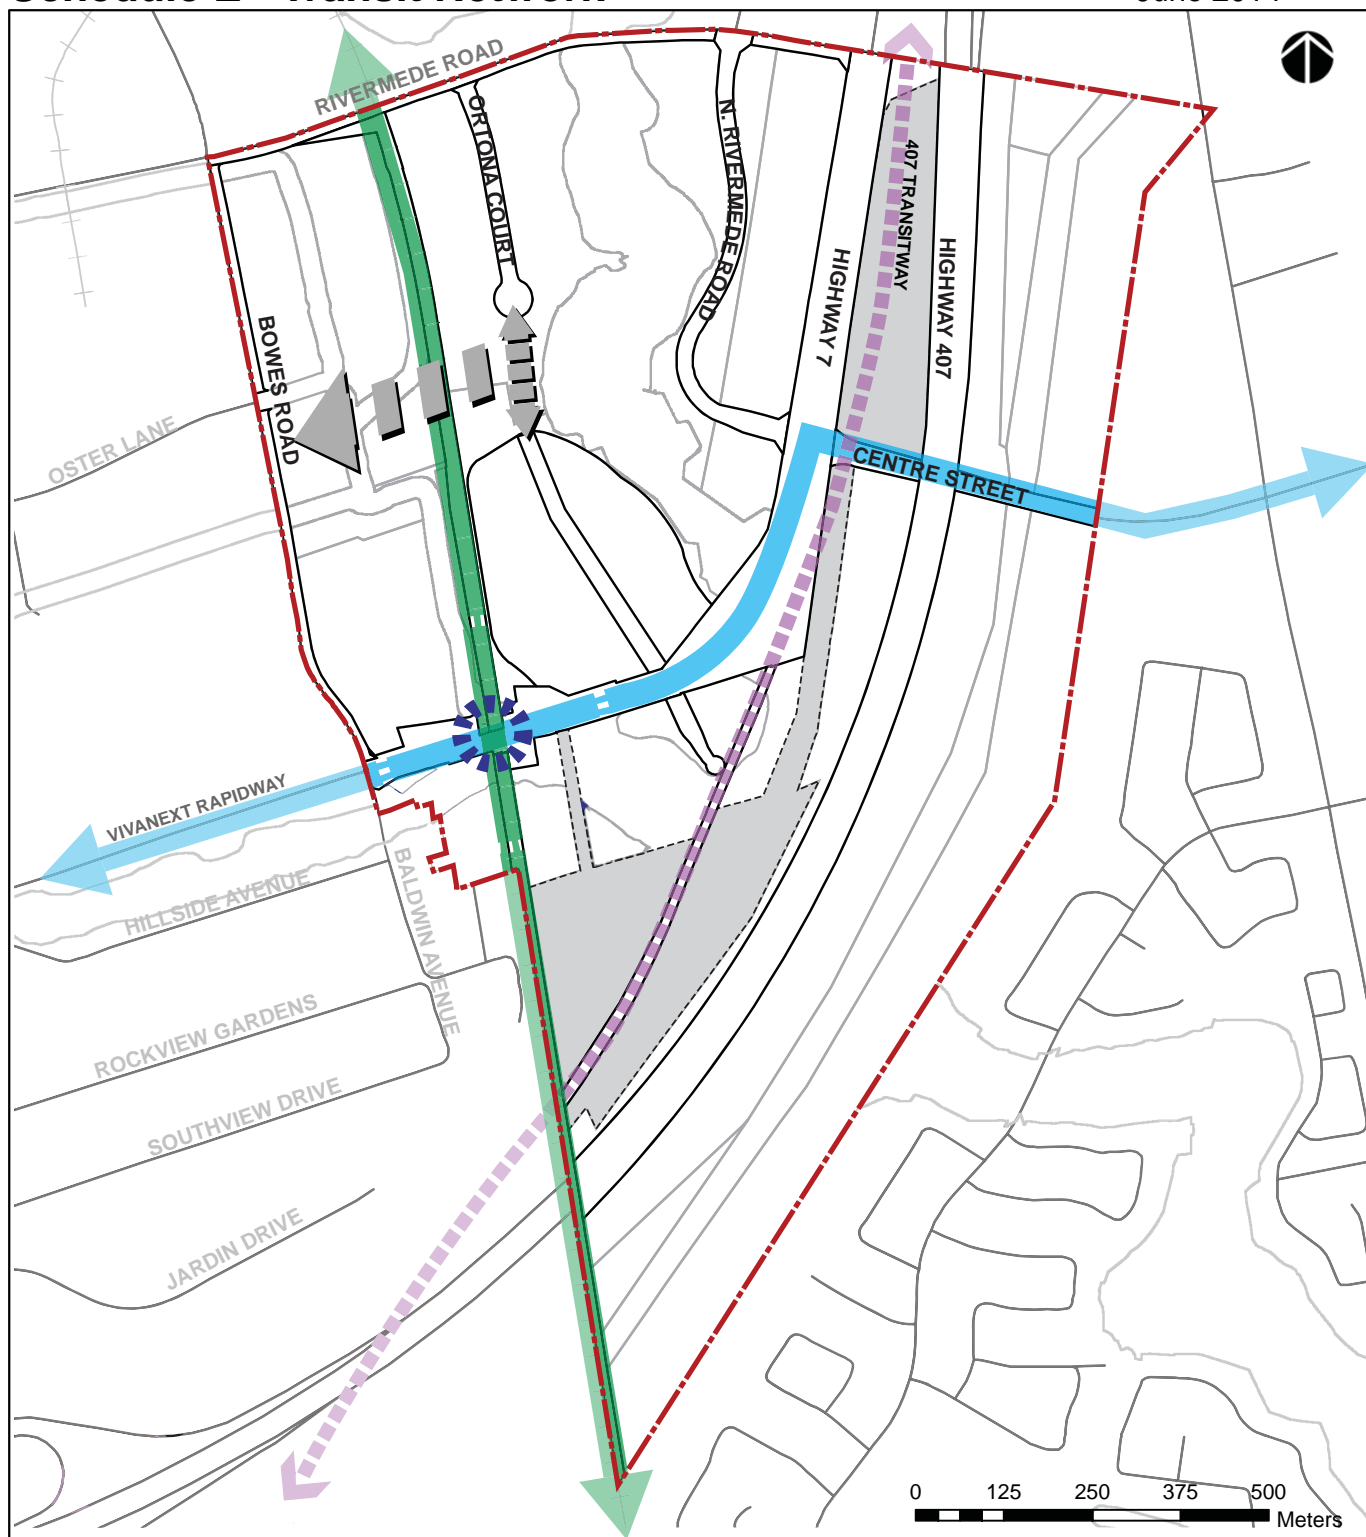 RIVERMEDE ROAD
ORTONA COURT
N. RIVERMEDE ROAD
407 TRANSITWAY
HIGHWAY 7
HIGHWAY 407
BOWES ROAD
OSTER LANE
CENTRE STREET
VIVANEXT RAPIDWAY
HILLSIDE AVENUE
BALDWIN AVENUE
ROCKVIEW GARDENS
SOUTHVIEW DRIVE
JARDIN DRIVE
0 125 250 375 500
Meters